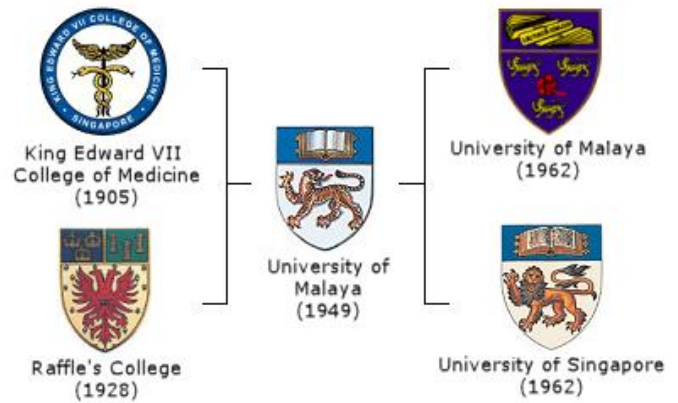 KING EDWARD VII COLLEGE OF MEDICINE
SINGAPORE
King Edward VII
College of Medicine
(1905)
Raffle's College
(1928)
University of
Malaya
(1949)
University of Malaya
(1962)
University of Singapore
(1962)